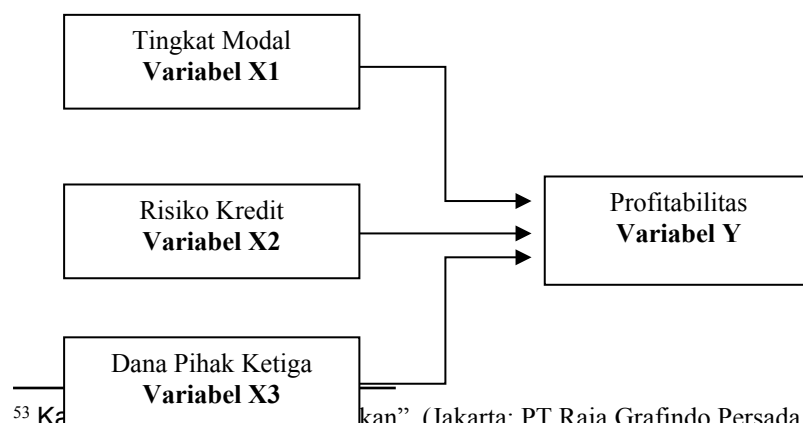 Tingkat Modal
Variabel X1
Risiko Kredit
Variabel X2
Profitabilitas
Variabel Y
Dana Pihak Ketiga
Variabel X3
53 (Jakarta: PT Raja Grafindo Persada